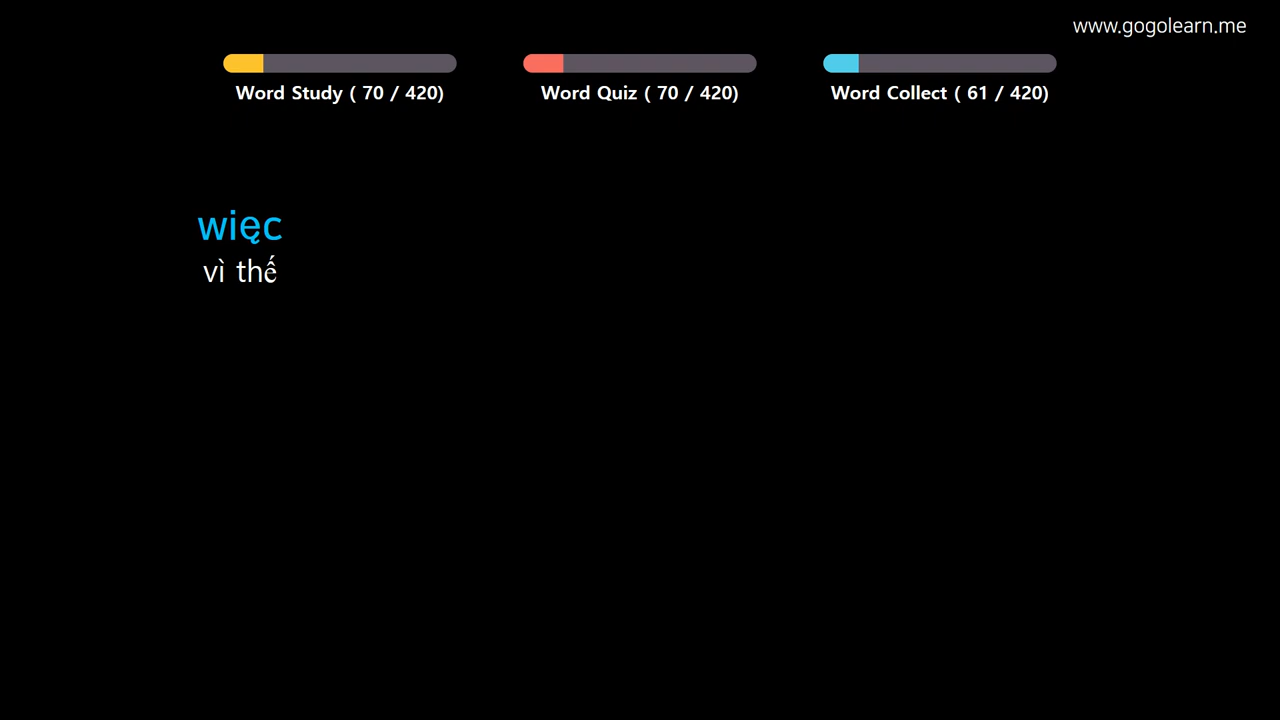 www.gogolearn.me
Word Study ( 70 / 420)
Word Quiz ( 70 / 420)
Word Collect ( 61 / 420)
więc
vì thế